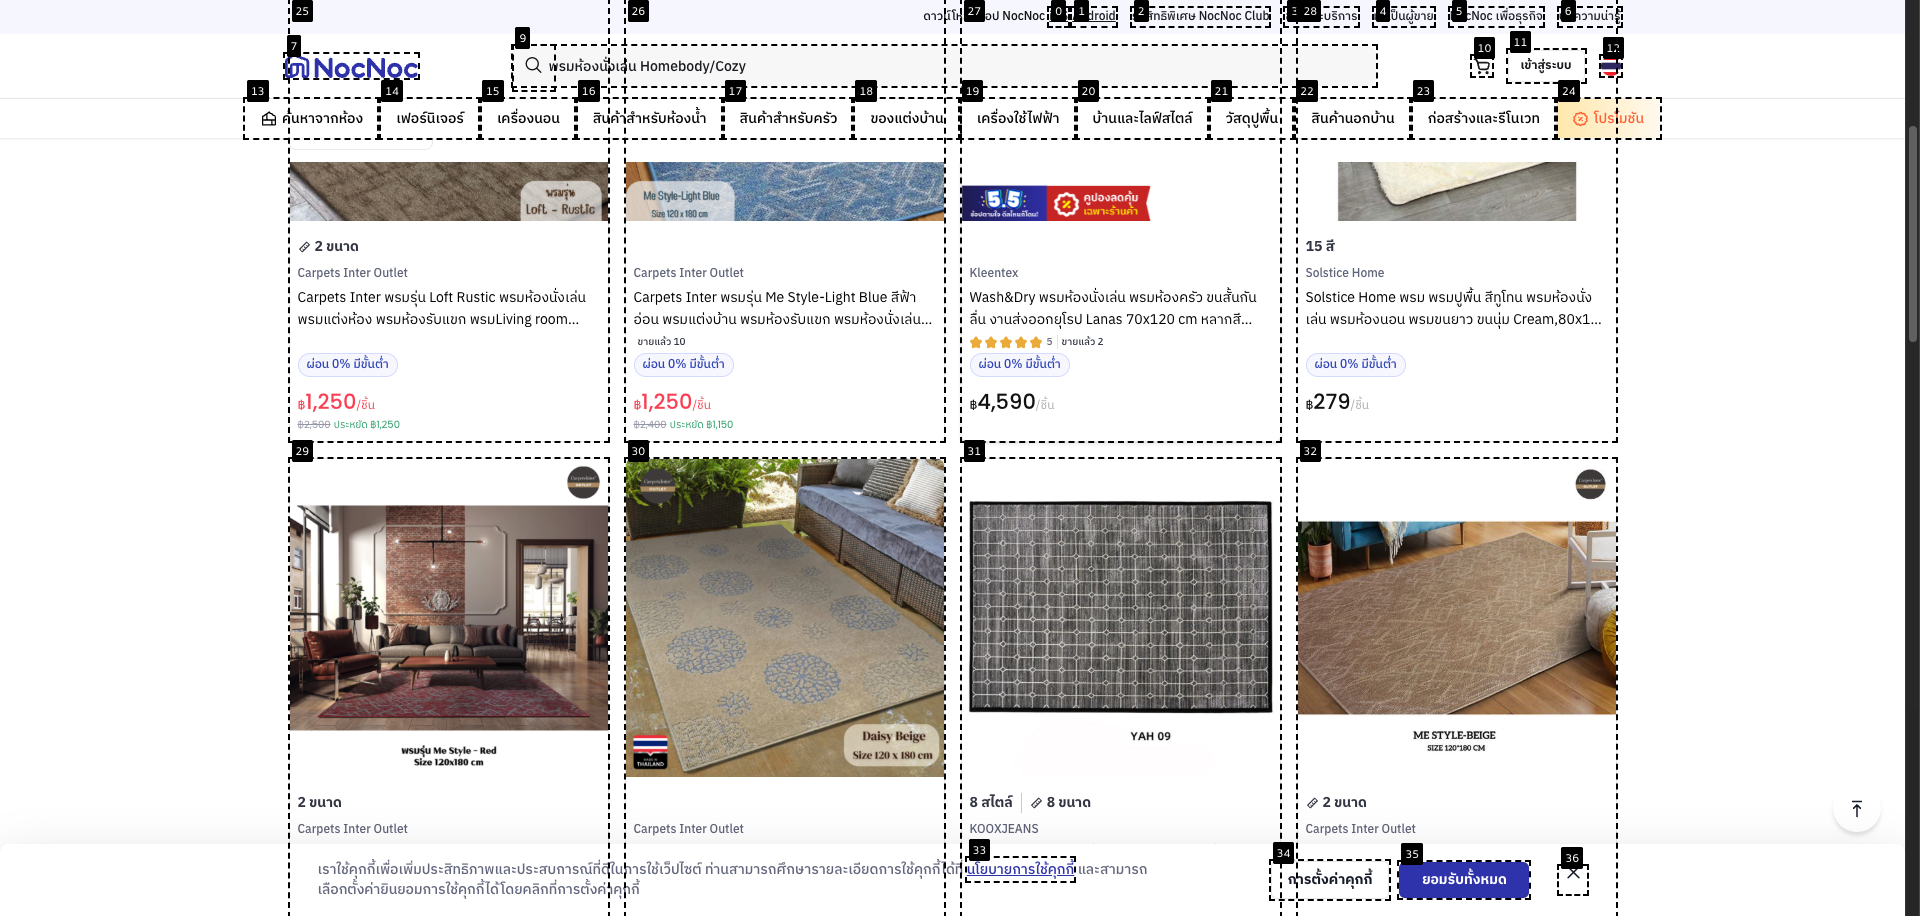 ดาวน์โห
อป NocNoc
droid
สิทธิพิเศษ NocNoc Club
บริการ
เป็นผู้ขาย
cNoc เพื่อธุรกิจ
ความน่ารู้
NocNoc
พรมห้องนั่งเล่น Homebody/Cozy
เข้าสู่ระบบ
ค้นหาจากห้อง
เฟอร์นิเจอร์
เครื่องนอน
สินค้าสำหรับห้องน้ำ
สินค้าสำหรับครัว
ของแต่งบ้าน
เครื่องใช้ไฟฟ้า
บ้านและไลฟ์สไตล์
วัสดุปูพื้น
สินค้านอกบ้าน
ก่อสร้างและรีโนเวท
โปรโมชัน
พรมรุ่น
Loft - Rustic
Me Style-Light Blue
Size 120 x 180 cm
5.5
คูปองลดคุ้ม
เฉพาะร้านค้า
2 ขนาด
Carpets Inter Outlet
Carpets Inter พรมรุ่น Loft Rustic พรมห้องนั่งเล่น
พรมแต่งห้อง พรมห้องรับแขก พรมLiving room...
ผ่อน 0% มีขั้นต่ำ
฿1,250/ชิ้น
฿2,500 ประหยัด ฿1,250
Carpets Inter Outlet
Carpets Inter พรมรุ่น Me Style-Light Blue สีฟ้า
อ่อน พรมแต่งบ้าน พรมห้องรับแขก พรมห้องนั่งเล่น...
ขายแล้ว 10
ผ่อน 0% มีขั้นต่ำ
฿1,250/ชิ้น
฿2,400 ประหยัด ฿1,150
Kleentex
Wash&Dry พรมห้องนั่งเล่น พรมห้องครัว ขนสั้นกัน
ลื่น งานส่งออกยุโรป Lanas 70x120 cm หลากสี...
5 ขายแล้ว 2
ผ่อน 0% มีขั้นต่ำ
฿4,590/ชิ้น
15 สี
Solstice Home
Solstice Home พรม พรมปูพื้น สีทูโทน พรมห้องนั่ง
เล่น พรมห้องนอน พรมขนยาว ขนนุ่ม Cream,80x1...
ผ่อน 0% มีขั้นต่ำ
฿279/ชิ้น
พรมรุ่น Me Style - Red
Size 120x180 cm
2 ขนาด
Carpets Inter Outlet
Daisy Beige
Size 120 x 180 cm
THAILAND
Carpets Inter Outlet
YAH 09
8 สไตล์
8 ขนาด
KOOXJEANS
ME STYLE-BEIGE
SIZE 120*180 CM
2 ขนาด
Carpets Inter Outlet
เราใช้คุกกี้เพื่อเพิ่มประสิทธิภาพและประสบการณ์ที่ดีในการใช้เว็ปไซต์ ท่านสามารถศึกษารายละเอียดการใช้คุกกี้ได้ที่ นโยบายการใช้คุกกี้ และสามารถ
เลือกตั้งค่ายินยอมการใช้คุกกี้ได้โดยคลิกที่การตั้งค่าคุกกี้
การตั้งค่าคุกกี้
ยอมรับทั้งหมด
0
1
2
3
4
5
6
7
9
10
11
12
13
14
15
16
17
18
19
20
21
22
23
24
25
26
27
28
29
30
31
32
33
34
35
36